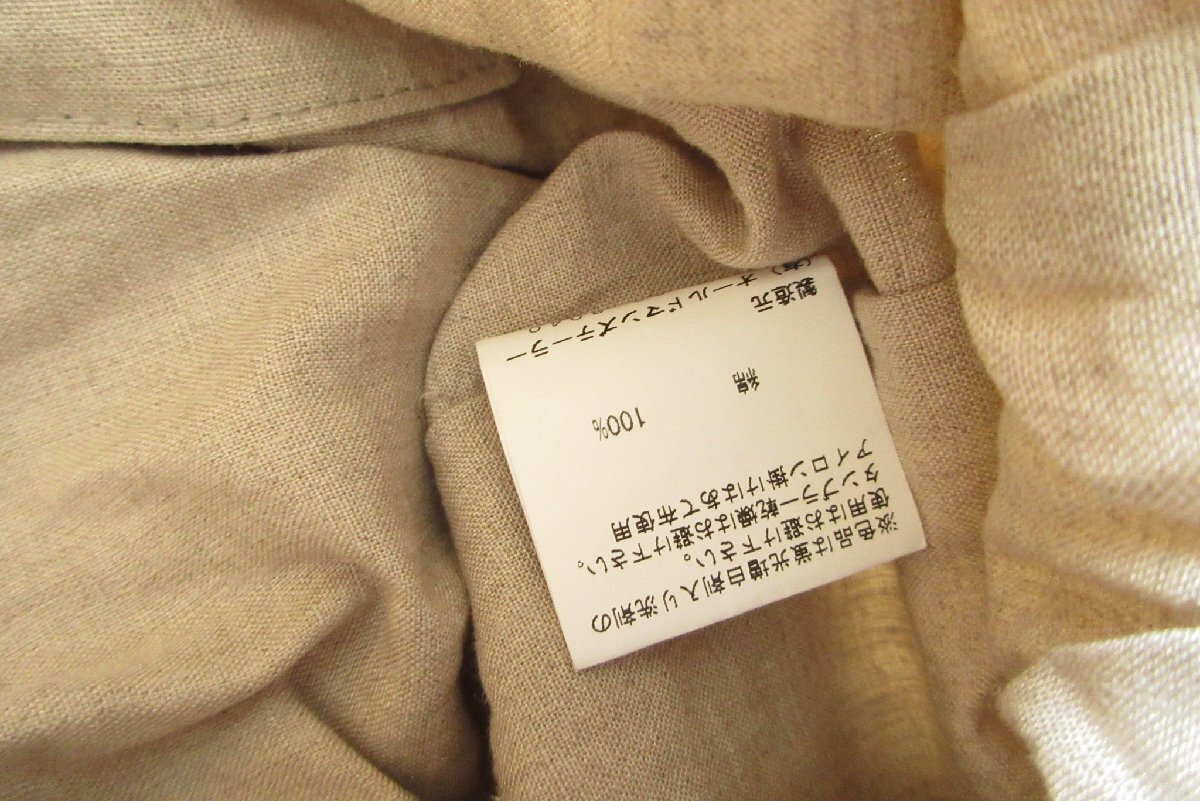 淡色品は蛍光増白剤入り洗剤の
使用はお避け下さい。
タンブラー乾燥はお避け下さい。
アイロン掛けはあて布使用
綿 100%
製造元
(有)オールドマンズテーラー